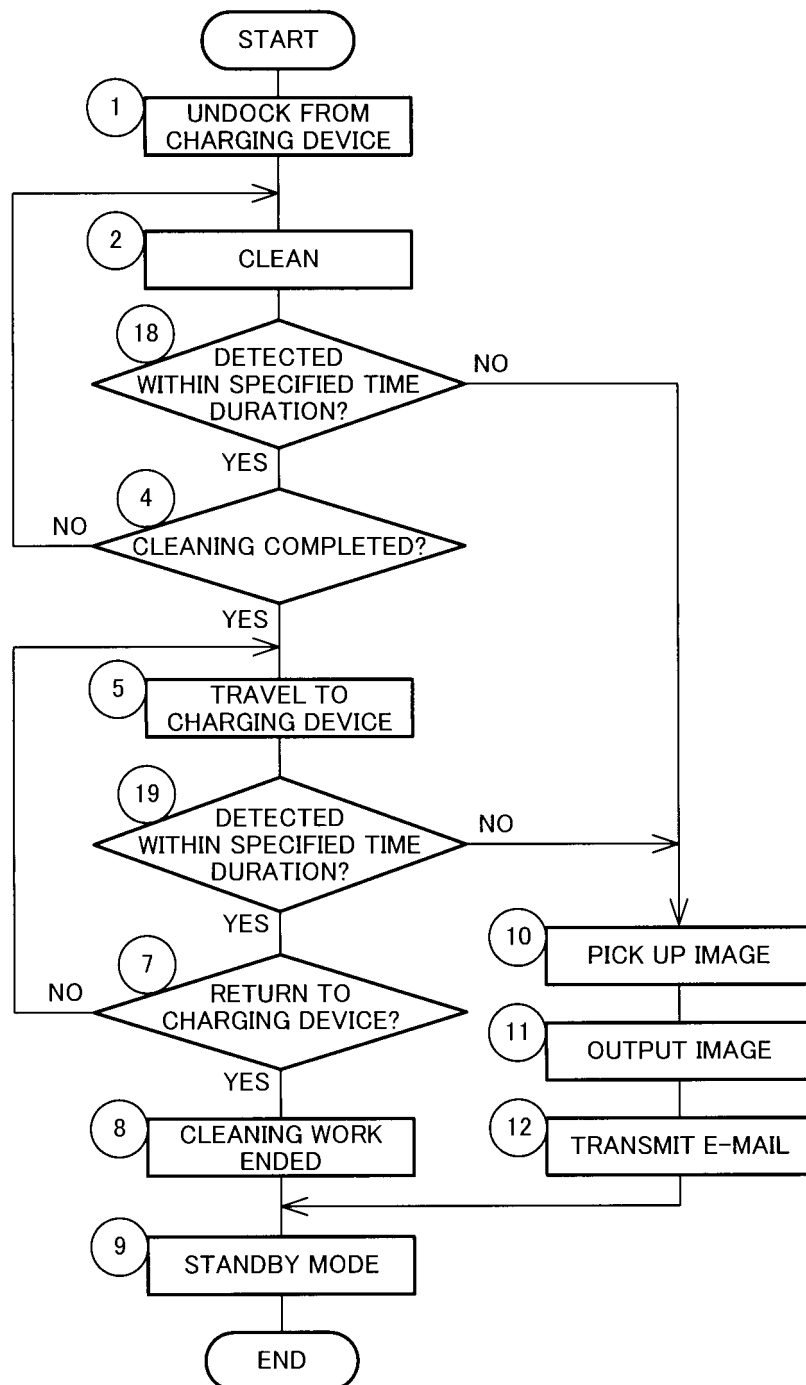 START
1
UNDOCK FROM
CHARGING DEVICE
2
CLEAN
18
DETECTED
WITHIN SPECIFIED TIME
DURATION?
NO
YES
4
NO
CLEANING COMPLETED?
YES
5
TRAVEL TO
CHARGING DEVICE
19
DETECTED
WITHIN SPECIFIED TIME
DURATION?
NO
YES
10
PICK UP IMAGE
7
NO
RETURN TO
CHARGING DEVICE?
11
OUTPUT IMAGE
YES
8
CLEANING WORK
ENDED
12
TRANSMIT E-MAIL
9
STANDBY MODE
END